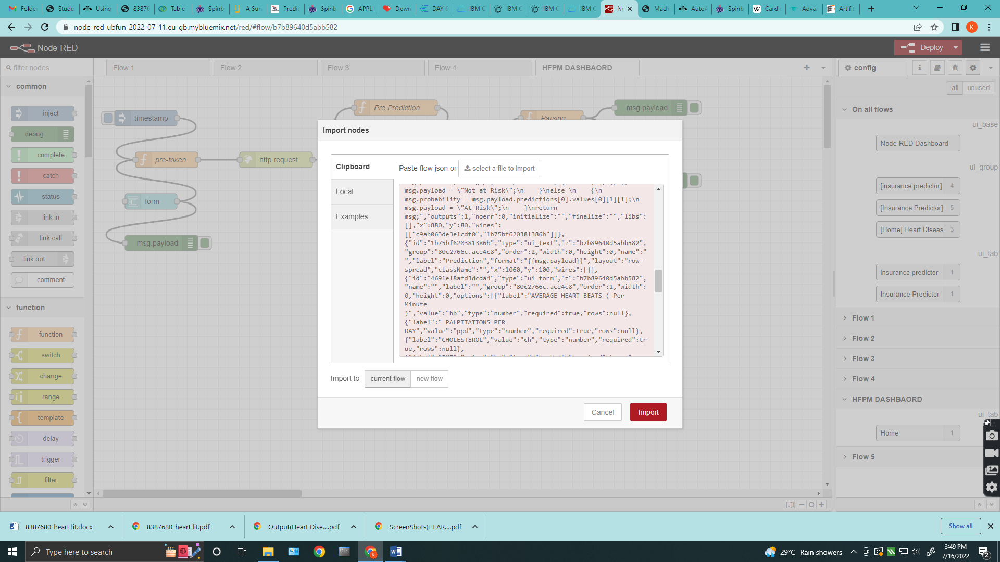 Folde
Stude
Using
83876
Table
Spinb
A Sur
Predic
Spinb
APPLI
Down
DAY 6
IBM C
IBM C
IBM C
IBM C
No
Mach
AutoA
Spinb
Cardi
Advar
Artific
node-red-ubfun-2022-07-11.eu-gb.mybluemix.net/red/#flow/b7b89640d5abb582
K
Node-RED
Deploy
filter nodes
Flow 1
Flow 2
Flow 3
Flow 4
HFPM DASHBAORD
config
all
unused
common
inject
debug
complete
catch
status
link in
link call
link out
comment
function
function
switch
change
range
template
delay
trigger
filter
timestamp
pre-token
http request
form
msg.payload
Pre Prediction
Parsing
msg.payload
Import nodes
Clipboard
Local
Examples
Paste flow json or
select a file to import
msg.payload = \"Not at Risk\";\n    }\nelse \n    {\n
msg.probability = msg.payload.predictions[0].values[0][1][1];\n
msg.payload = \"At Risk\";\n    }\nreturn
msg;","outputs":1,"noerr":0,"initialize":"","finalize":"","libs":
[],"x":880,"y":80,"wires":
[["c9ab063de3e1cdf0","1b75bf620381386b"]]},
{"id":"1b75bf620381386b","type":"ui_text","z":"b7b89640d5abb582",
"group":"80c2766c.ace4c8","order":2,"width":0,"height":0,"name":"
","label":"Prediction","format":"{{msg.payload}}","layout":"row-
spread","className":"","x":1060,"y":100,"wires":[]},
{"id":"4691e18afd3dcda4","type":"ui_form","z":"b7b89640d5abb582",
"name":"","label":"","group":"80c2766c.ace4c8","order":1,"width":
0,"height":0,"options":[{"label":"AVERAGE HEART BEATS ( Per
Minute
)","value":"hb","type":"number","required":true,"rows":null},
{"label":" PALPITATIONS PER
DAY","value":"ppd","type":"number","required":true,"rows":null},
{"label":"CHOLESTEROL","value":"ch","type":"number","required":tr
ue,"rows":null},
Import to
current flow
new flow
Cancel
Import
On all flows
ui_base
Node-RED Dashboard
ui_group
[insurance predictor] 4
[Insurance Predictor] 5
[Home] Heart Diseas 3
ui_tab
insurance predictor 1
Insurance Predictor 1
Flow 1
Flow 2
Flow 3
Flow 4
HFPM DASHBAORD
ui_tab
Home 1
Flow 5
8387680-heart lit.docx
8387680-heart lit.pdf
Output(Heart Dise....pdf
ScreenShots(HEAR....pdf
Show all
Type here to search
29°C Rain showers
3:49 PM
7/16/2022
2